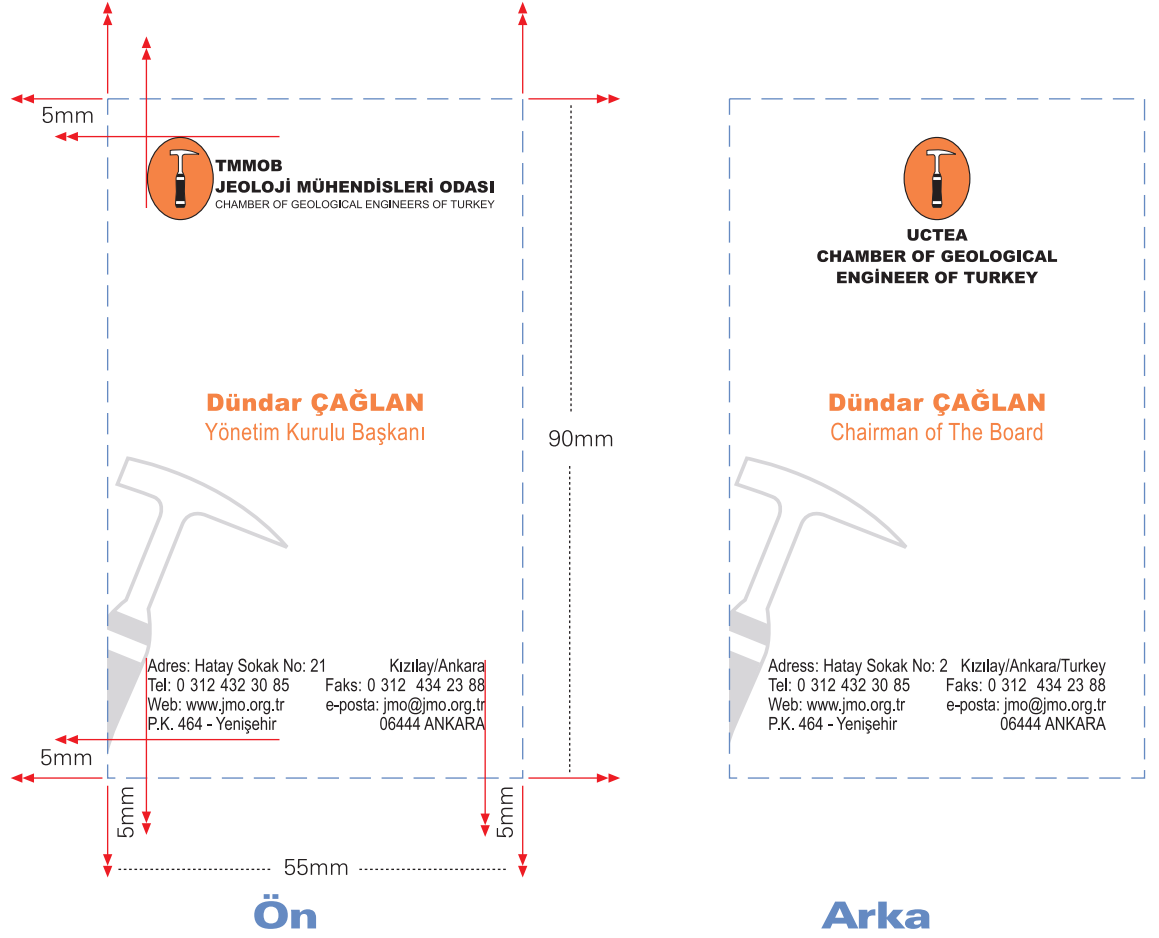 5mm
TMMOB
JEOLOJİ MÜHENDİSLERİ ODASI
CHAMBER OF GEOLOGICAL ENGINEERS OF TURKEY
Dündar ÇAĞLAN
Yönetim Kurulu Başkanı
90mm
Adres: Hatay Sokak No: 21 Kızılay/Ankara
Tel: 0 312 432 30 85 Faks: 0 312 434 23 88
Web: www.jmo.org.tr e-posta: jmo@jmo.org.tr
P.K. 464 - Yenişehir 06444 ANKARA
5mm
5mm
5mm
55mm
Ön
UCTEA
CHAMBER OF GEOLOGICAL
ENGİNEER OF TURKEY
Dündar ÇAĞLAN
Chairman of The Board
Address: Hatay Sokak No: 2 Kızılay/Ankara/Turkey
Tel: 0 312 432 30 85 Faks: 0 312 434 23 88
Web: www.jmo.org.tr e-posta: jmo@jmo.org.tr
P.K. 464 - Yenişehir 06444 ANKARA
Arka